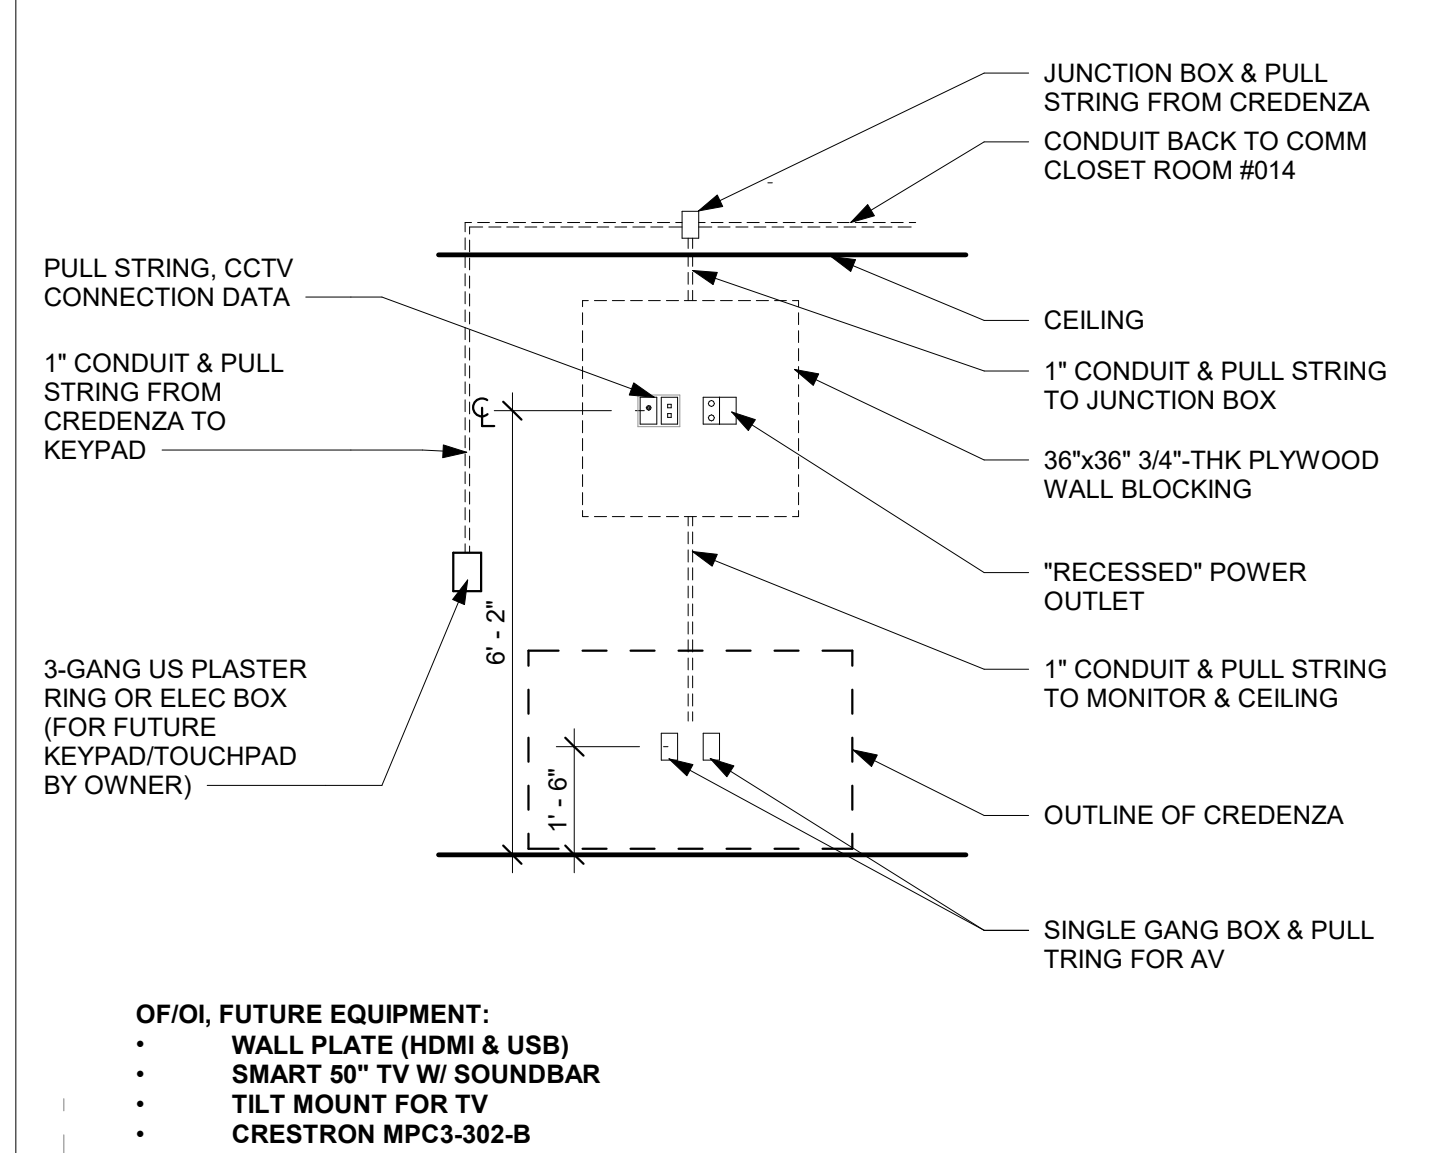 JUNCTION BOX & PULL
STRING FROM CREDENZA
CONDUIT BACK TO COMM
CLOSET ROOM #014
PULL STRING, CCTV
CONNECTION DATA
CEILING
1" CONDUIT & PULL
STRING FROM
CREDENZA TO
KEYPAD
1" CONDUIT & PULL STRING
TO JUNCTION BOX
36"x36" 3/4"-THK PLYWOOD
WALL BLOCKING
CL
"RECESSED" POWER
OUTLET
6' - 2"
3-GANG US PLASTER
RING OR ELEC BOX
(FOR FUTURE
KEYPAD/TOUCHPAD
BY OWNER)
1" CONDUIT & PULL STRING
TO MONITOR & CEILING
1' - 6"
OUTLINE OF CREDENZA
SINGLE GANG BOX & PULL
TRING FOR AV
OF/OI, FUTURE EQUIPMENT:
• WALL PLATE (HDMI & USB)
• SMART 50" TV W/ SOUNDBAR
• TILT MOUNT FOR TV
• CRESTRON MPC3-302-B